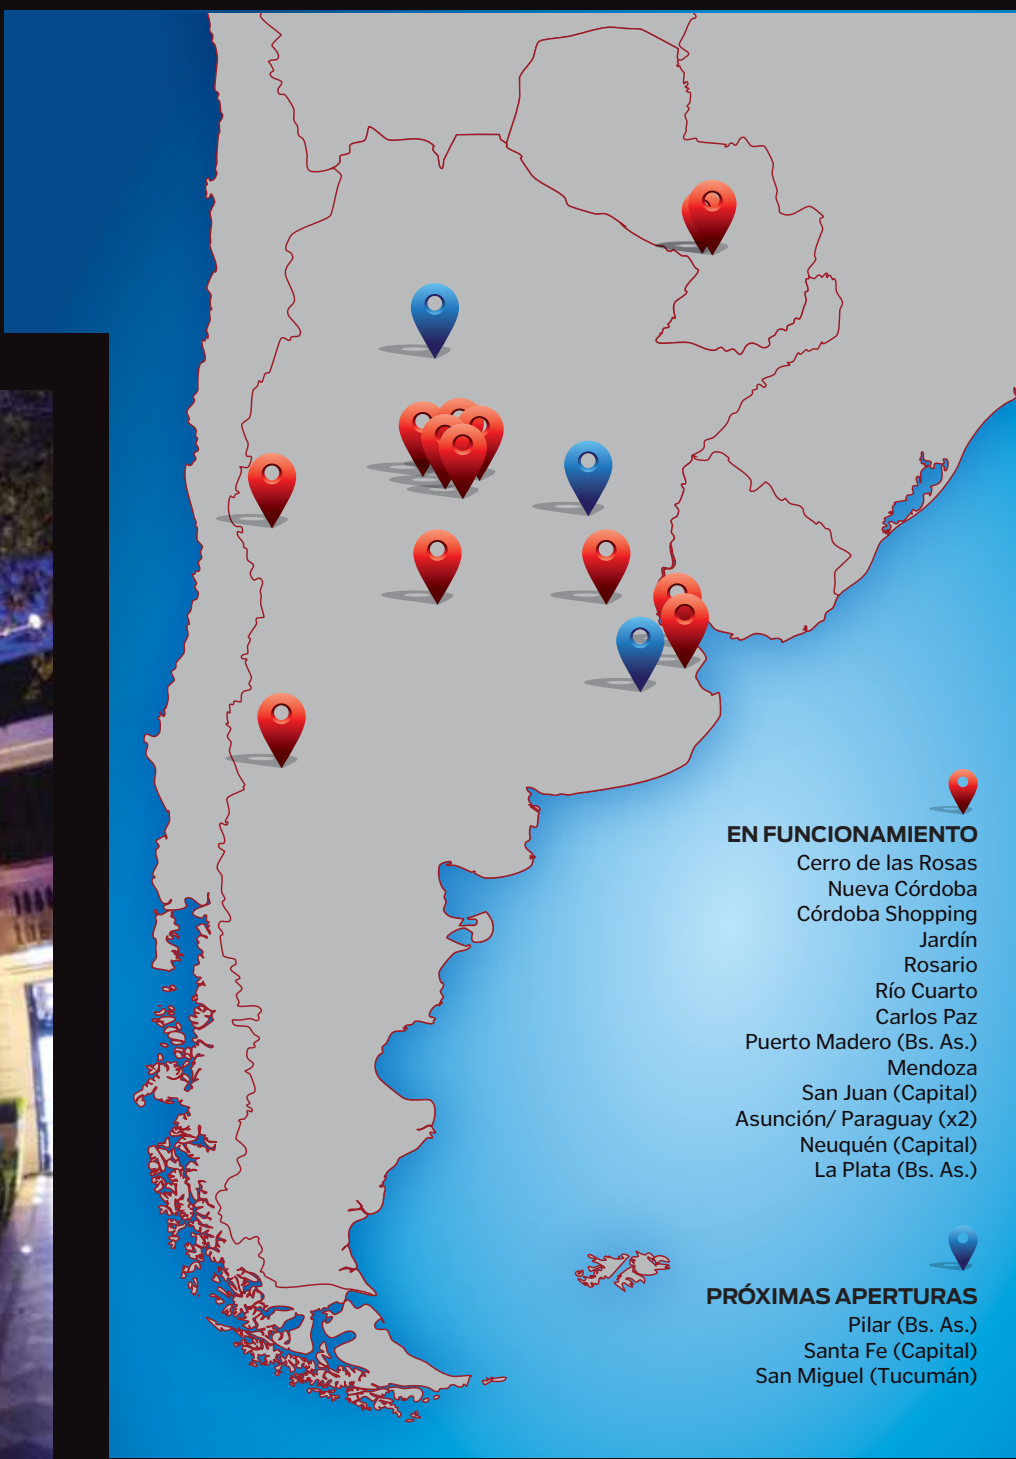 EN FUNCIONAMIENTO
Cerro de las Rosas
Nueva Córdoba
Córdoba Shopping
Jardín
Rosario
Río Cuarto
Carlos Paz
Puerto Madero (Bs. As.)
Mendoza
San Juan (Capital)
Asunción/ Paraguay (x2)
Neuquén (Capital)
La Plata (Bs. As.)
PRÓXIMAS APERTURAS
Pilar (Bs. As.)
Santa Fe (Capital)
San Miguel (Tucumán)